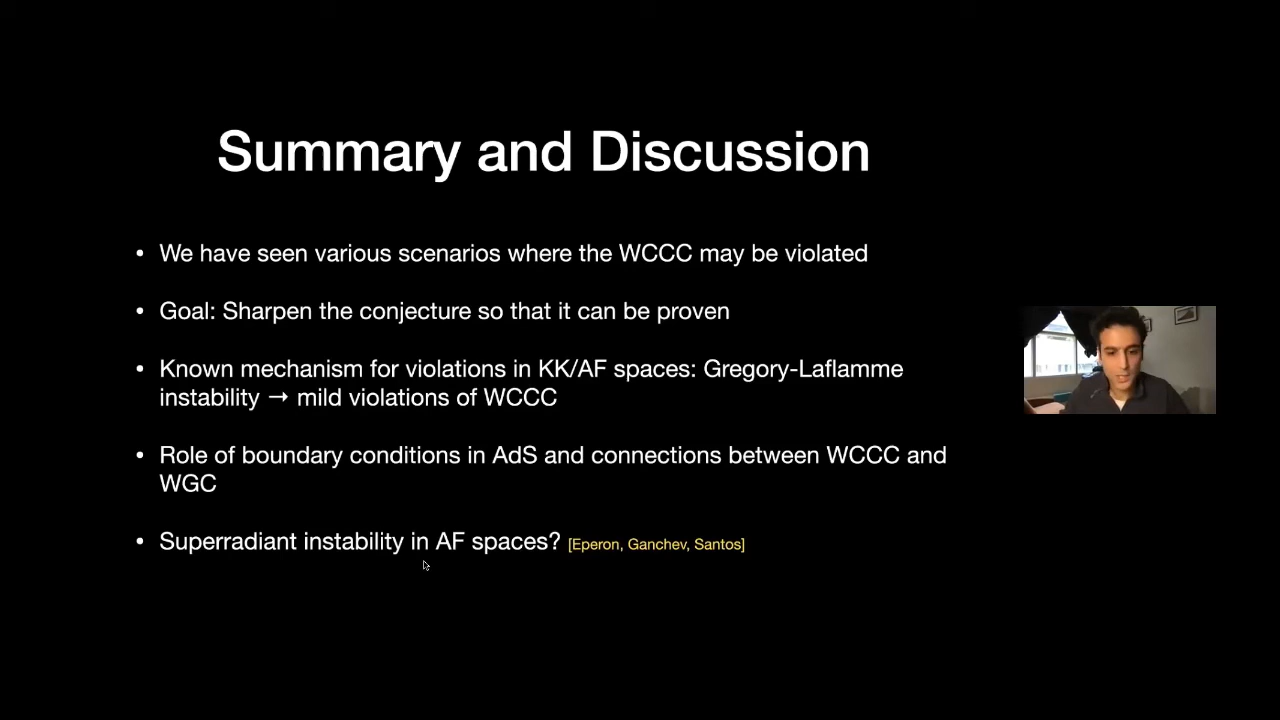 Summary and Discussion
• We have seen various scenarios where the WCCC may be violated
• Goal: Sharpen the conjecture so that it can be proven
• Known mechanism for violations in KK/AF spaces: Gregory-Laflamme
instability → mild violations of WCCC
• Role of boundary conditions in AdS and connections between WCCC and
WGC
• Superradiant instability in AF spaces? [Eperon, Ganchev, Santos]